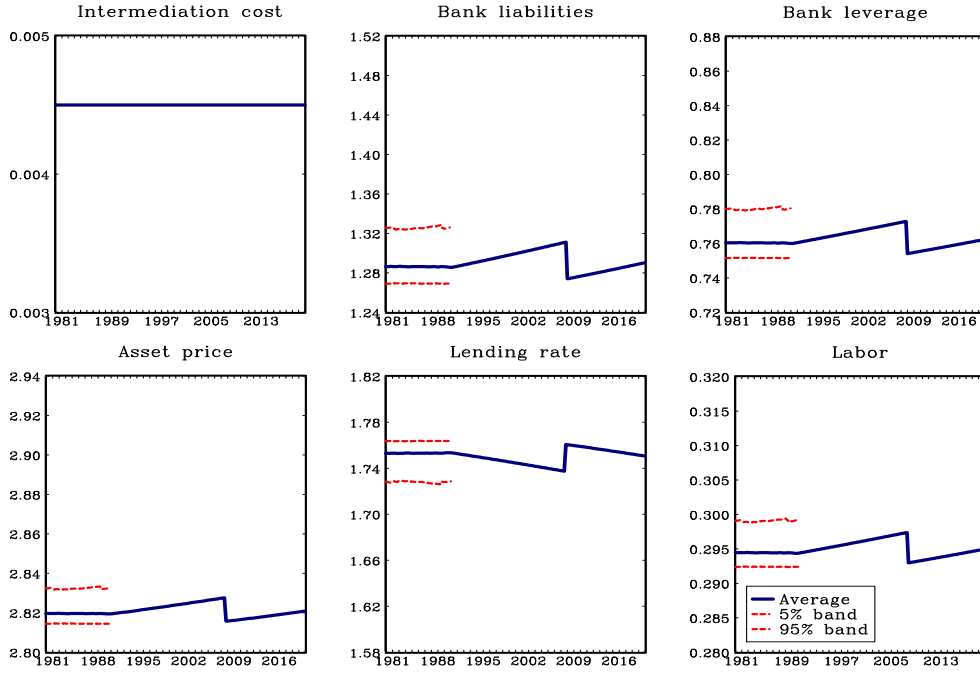 Intermediation cost
0.005
0.004
0.003
1981 1989 1997 2005 2013
Bank liabilities
1.52
1.48
1.44
1.40
1.36
1.32
1.28
1.24
1981 1988 1995 2002 2009 2016
Bank leverage
0.88
0.86
0.84
0.82
0.80
0.78
0.76
0.74
0.72
1981 1988 1995 2002 2009 2016
Asset price
2.94
2.92
2.90
2.88
2.86
2.84
2.82
2.80
1981 1988 1995 2002 2009 2016
Lending rate
1.82
1.78
1.74
1.70
1.66
1.62
1.58
1981 1988 1995 2002 2009 2016
Labor
0.320
0.315
0.310
0.305
0.300
0.295
0.290
0.285
0.280
1981 1989 1997 2005 2013
Average
5% band
95% band